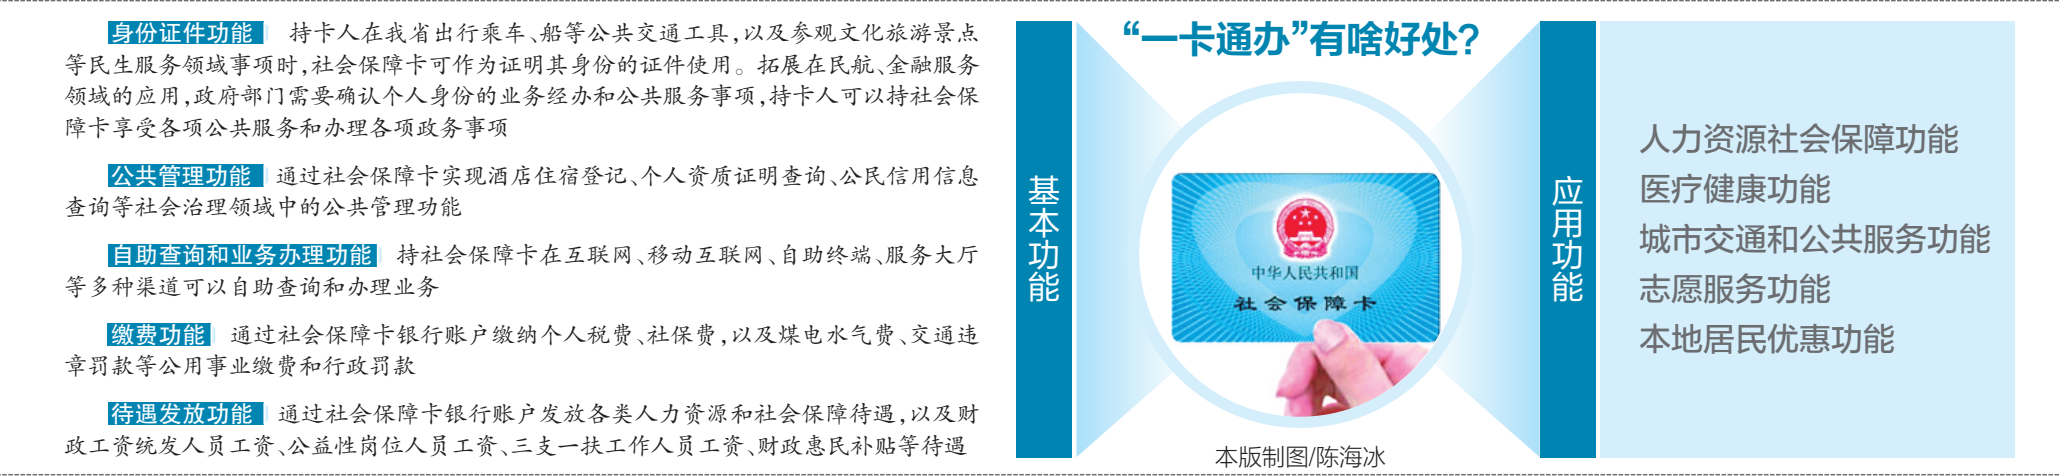 身份证件功能 持卡人在我省出行乘车、船等公共交通工具,以及参观文化旅游景点
等民生服务领域事项时,社会保障卡可作为证明其身份的证件使用。拓展在民航、金融服务
领域的应用,政府部门需要确认个人身份的业务经办和公共服务事项,持卡人可以持社会保
障卡享受各项公共服务和办理各项政务事项
公共管理功能 通过社会保障卡实现酒店住宿登记、个人资质证明查询、公民信用信息
查询等社会治理领域中的公共管理功能
自助查询和业务办理功能 持社会保障卡在互联网、移动互联网、自助终端、服务大厅
等多种渠道可以自助查询和办理业务
缴费功能 通过社会保障卡银行账户缴纳个人税费、社保费,以及煤电水气费、交通违
章罚款等公用事业缴费和行政罚款
待遇发放功能 通过社会保障卡银行账户发放各类人力资源和社会保障待遇,以及财
政工资统发人员工资、公益性岗位人员工资、三支一扶工作人员工资、财政惠民补贴等待遇
基本功能
“一卡通办”有啥好处?
中华人民共和国
社会保障卡
本版制图/陈海冰
应用功能
人力资源社会保障功能
医疗健康功能
城市交通和公共服务功能
志愿服务功能
本地居民优惠功能